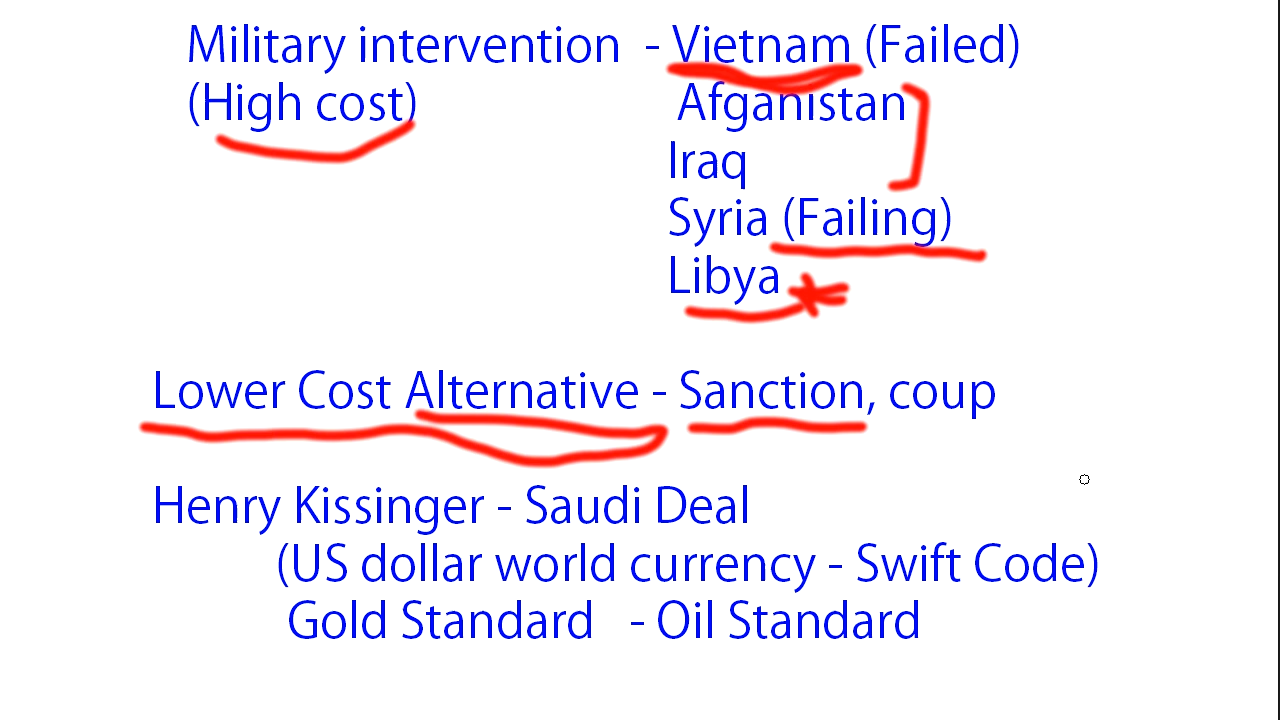 Military intervention - Vietnam (Failed)
(High cost) Afganistan
Iraq
Syria (Failing)
Libya
Lower Cost Alternative - Sanction, coup
Henry Kissinger - Saudi Deal
(US dollar world currency - Swift Code)
Gold Standard - Oil Standard